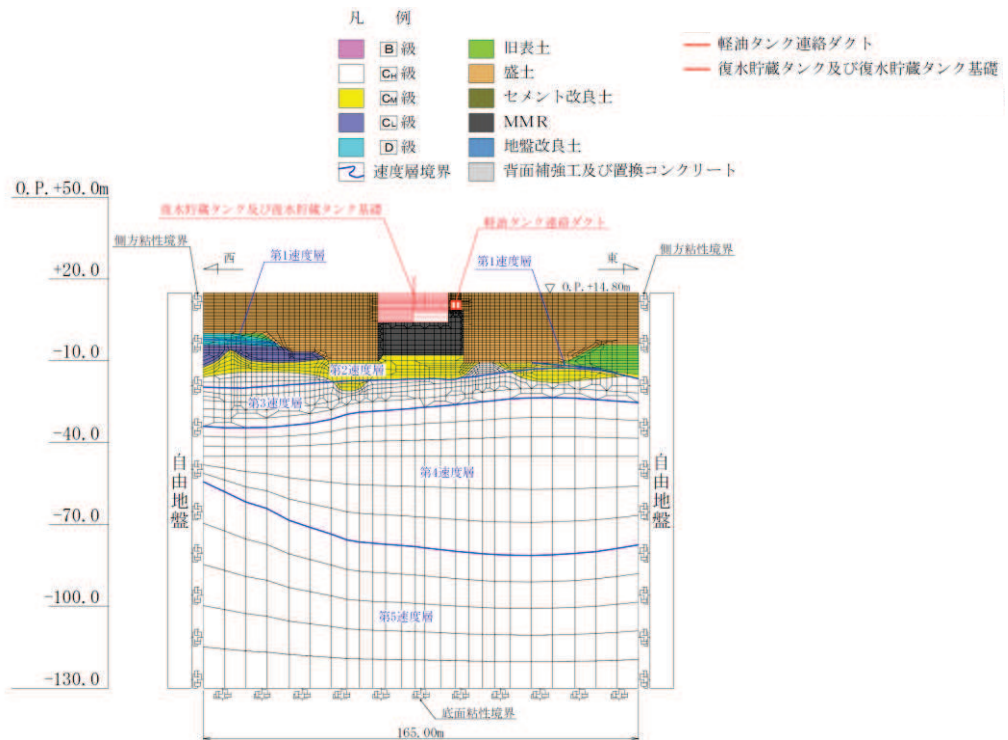 凡 例
B 級
CH 級
CM 級
CL 級
D 級
速度層境界
旧表土
盛土
セメント改良土
MMR
地盤改良土
背面補強工及び置換コンクリート
軽油タンク連絡ダクト
復水貯蔵タンク及び復水貯蔵タンク基礎
O.P.+50.0m
+20.0
-10.0
-40.0
-70.0
-100.0
-130.0
復水貯蔵タンク及び復水貯蔵タンク基礎
軽油タンク連絡ダクト
側方粘性境界
側方粘性境界
西
第1速度層
第1速度層
東
O.P.+14.80m
第2速度層
第3速度層
第4速度層
第5速度層
自由地盤
自由地盤
底面粘性境界
165.00m